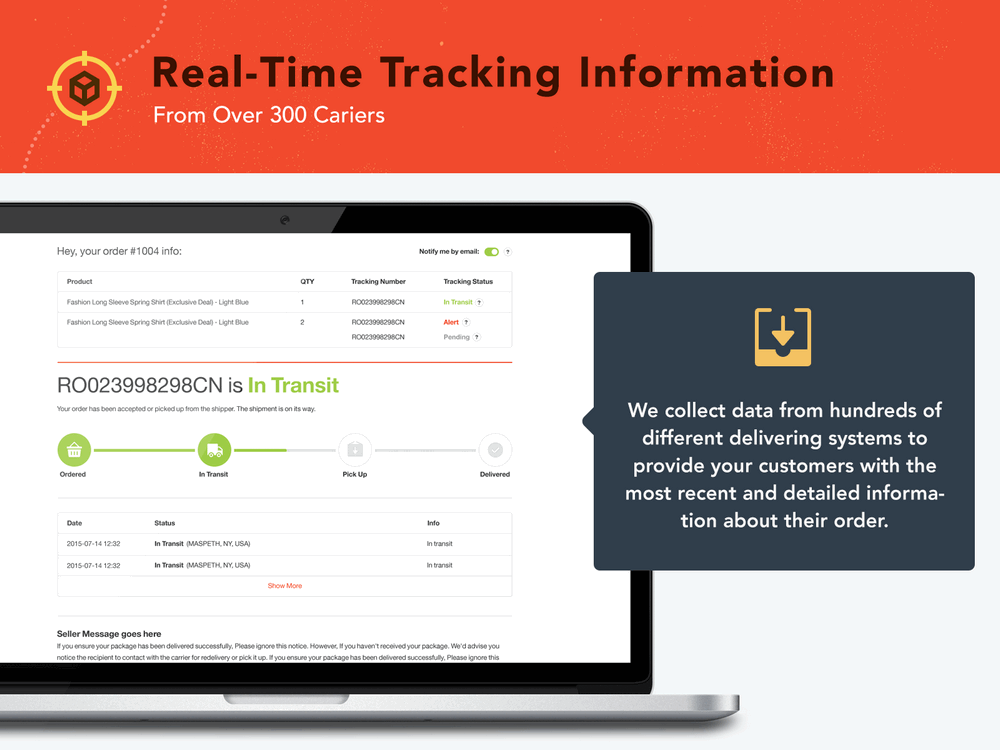 Real-Time Tracking Information
From Over 300 Cariers
Hey, your order #1004 info:
Notify me by email: ?
Product QTY Tracking Number Tracking Status
Fashion Long Sleeve Spring Shirt (Exclusive Deal) - Light Blue 1 RO023998298CN In Transit ?
Fashion Long Sleeve Spring Shirt (Exclusive Deal) - Light Blue 2 RO023998298CN Alert ?
RO023998298CN Pending ?
RO023998298CN is In Transit
Your order has been accepted or picked up from the shipper. The shipment is on its way.
Ordered In Transit Pick Up Delivered
Date Status Info
2015-07-14 12:32 In Transit (MASPETH, NY, USA) In transit
2015-07-14 12:32 In Transit (MASPETH, NY, USA) In transit
Show More
Seller Message goes here
If you ensure your package has been delivered successfully, Please ignore this notice. However, If you haven't received your package. We'd advise you
notice the recipient to contact with the carrier for redelivery or pick it up. If you ensure your package has been delivered successfully, Please ignore this
We collect data from hundreds of
different delivering systems to
provide your customers with the
most recent and detailed informa-
tion about their order.